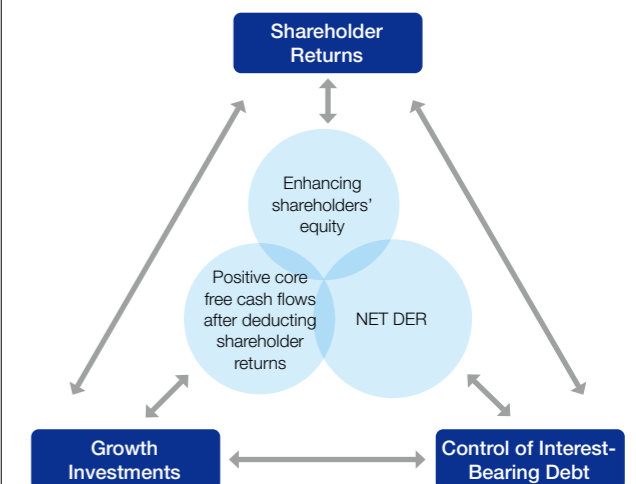 Shareholder
Returns
Enhancing
shareholders'
equity
Positive core
free cash flows
after deducting
shareholder
returns
NET DER
Growth
Investments
Control of Interest-
Bearing Debt